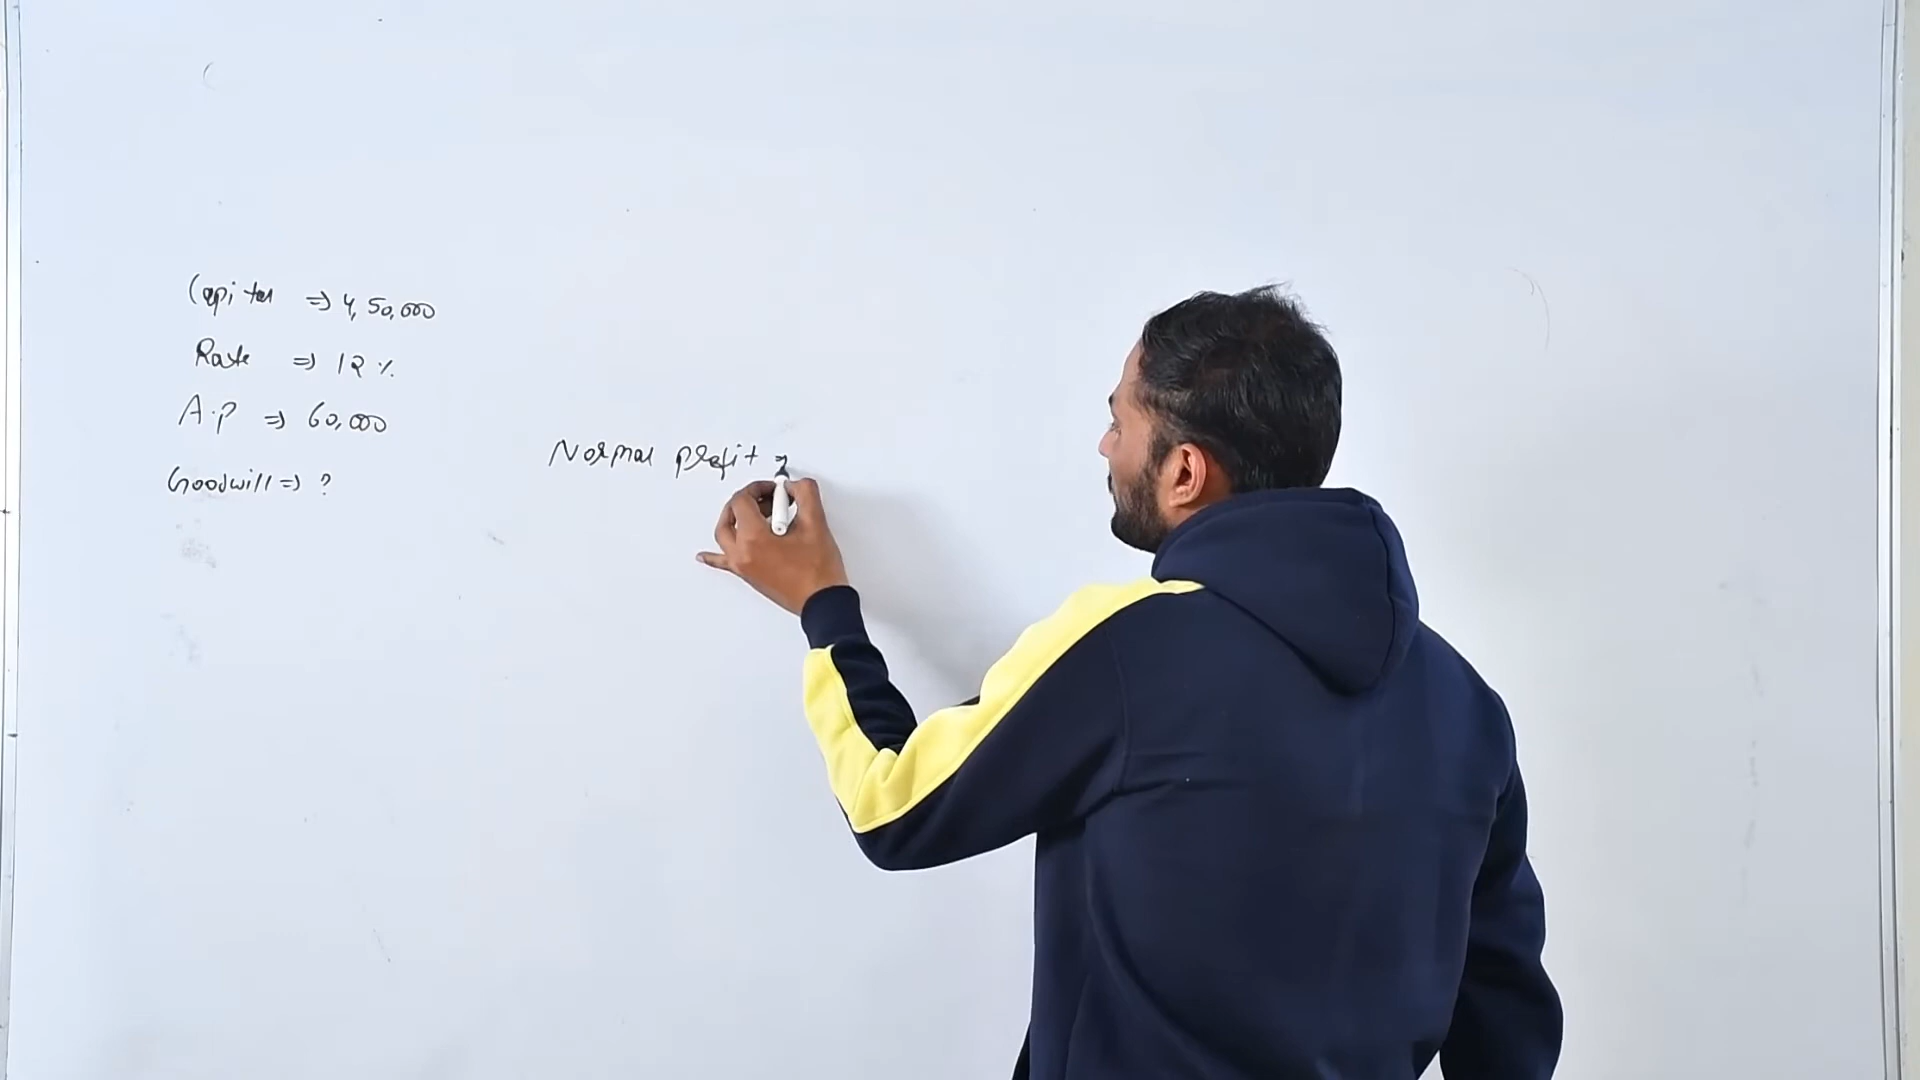 Capital => 4,50,000
Rate => 12 %
A.P => 60,000
Goodwill => ?
Normal profit =